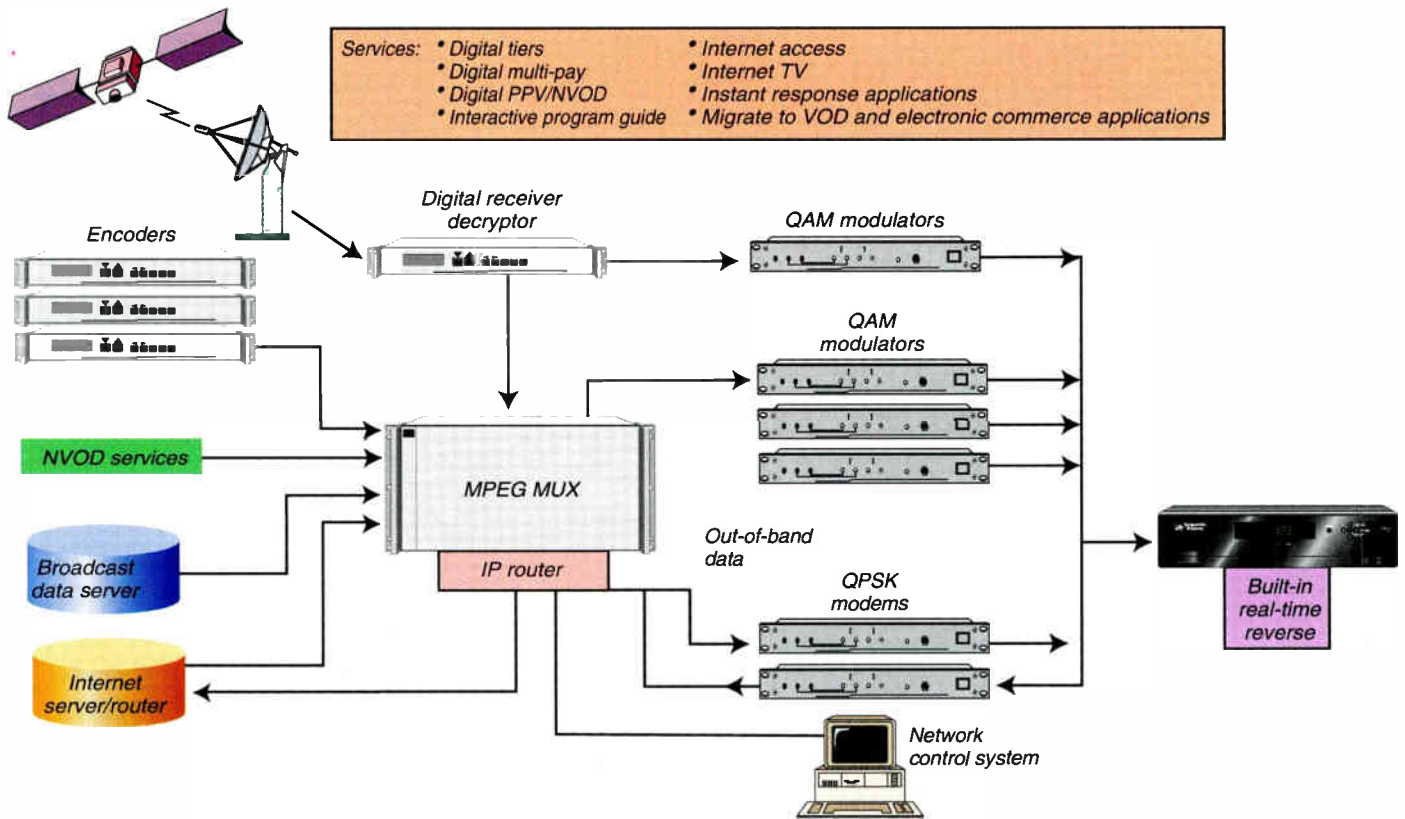 Services:
• Digital tiers
• Digital multi-pay
• Digital PPV/NVOD
• Interactive program guide
• Internet access
• Internet TV
• Instant response applications
• Migrate to VOD and electronic commerce applications
Digital receiver
decryptor
QAM modulators
Encoders
QAM
modulators
NVOD services
MPEG MUX
Out-of-band
data
IP router
Broadcast
data server
QPSK
modems
Built-in
real-time
reverse
Internet
server/router
Network
control system